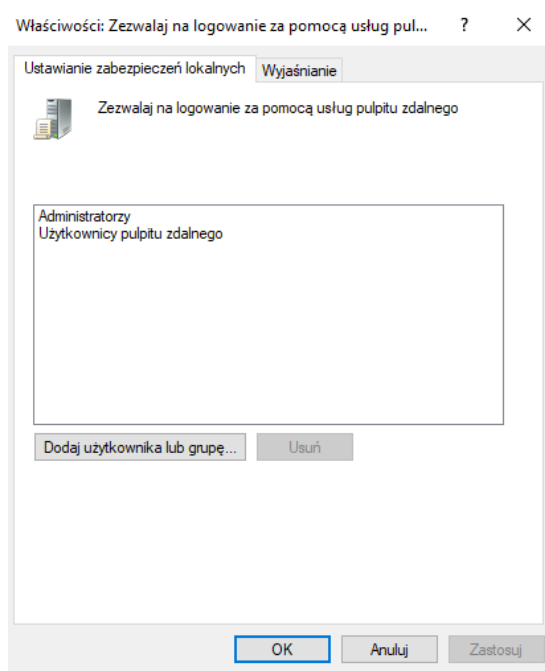 Właściwości: Zezwalaj na logowanie za pomocą usług pul...
?
Ustawianie zabezpieczeń lokalnych
Wyjaśnianie
Zezwalaj na logowanie za pomocą usług pulpitu zdalnego
Administratorzy
Użytkownicy pulpitu zdalnego
Dodaj użytkownika lub grupę...
Usuń
OK
Anuluj
Zastosuj